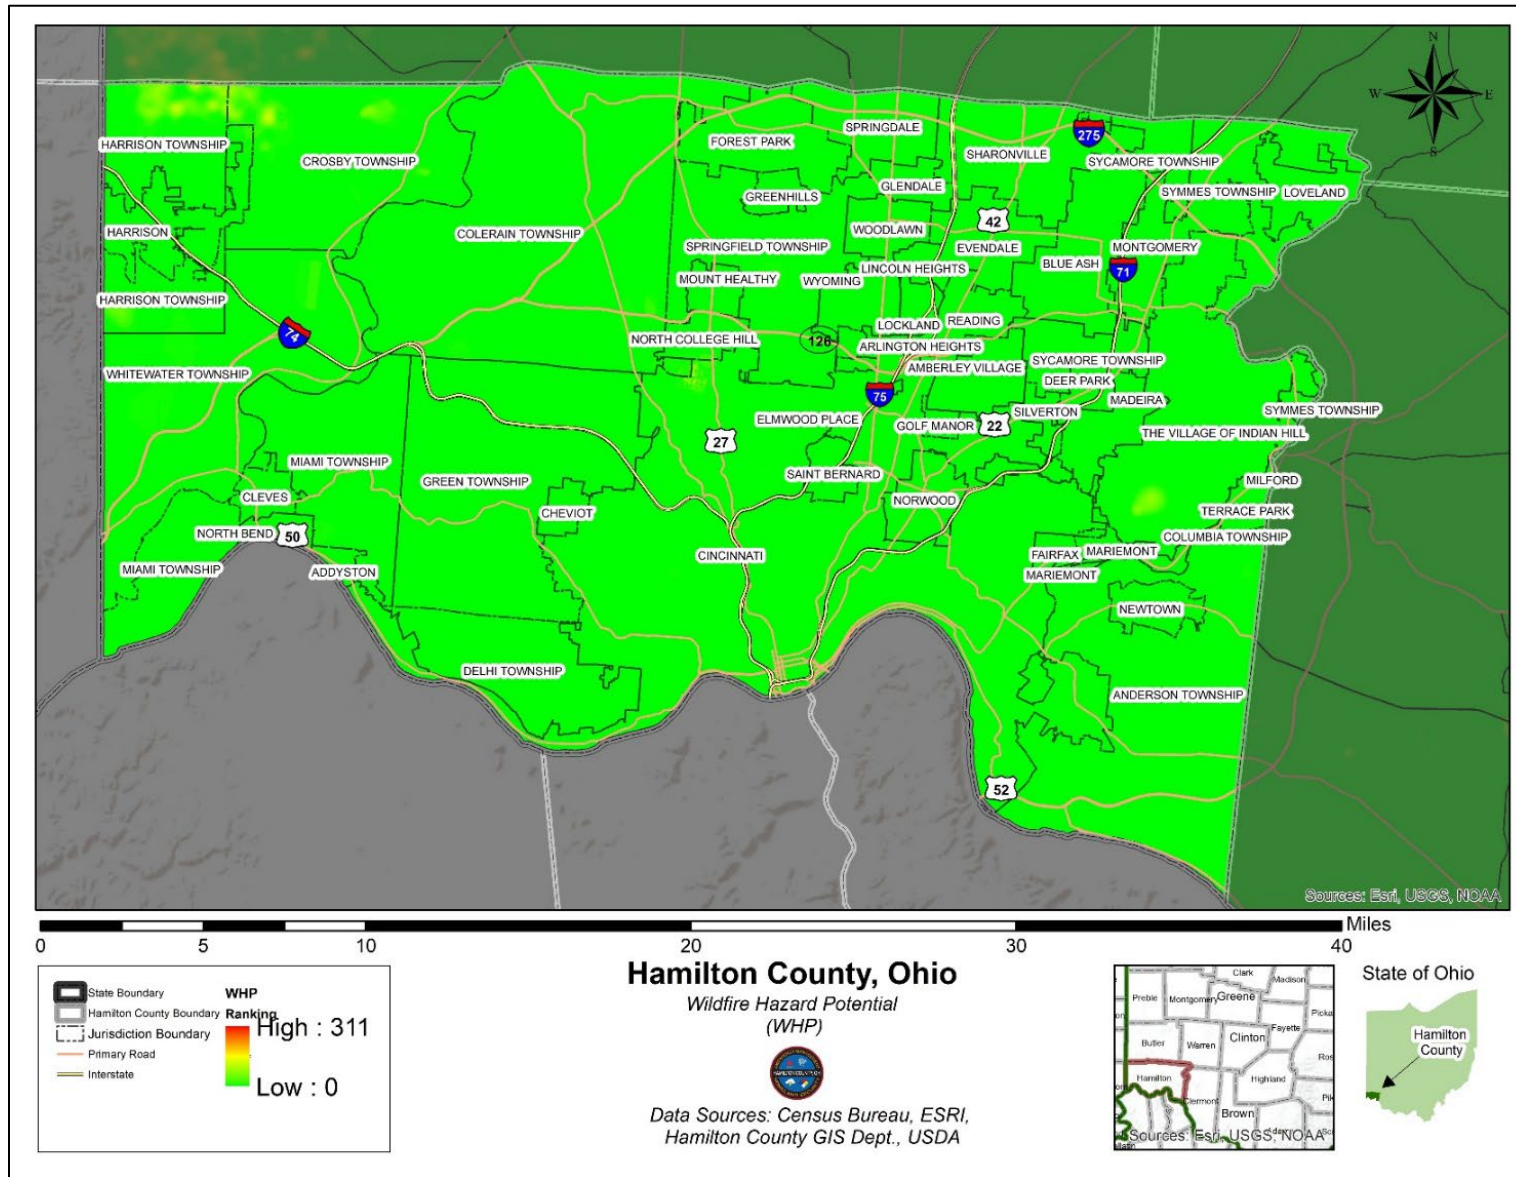 N
W
E
S
275
SPRINGDALE
FOREST PARK
HARRISON TOWNSHIP
CROSBY TOWNSHIP
SHARONVILLE
SYCAMORE TOWNSHIP
GLENDALE
GREENHILLS
SYMMES TOWNSHIP
LOVELAND
42
HARRISON
COLERAIN TOWNSHIP
WOODLAWN
SPRINGFIELD TOWNSHIP
EVENDALE
MONTGOMERY
BLUE ASH
71
LINCOLN HEIGHTS
MOUNT HEALTHY
WYOMING
HARRISON TOWNSHIP
74
LOCKLAND
READING
NORTH COLLEGE HILL
126
ARLINGTON HEIGHTS
SYCAMORE TOWNSHIP
AMBERLEY VILLAGE
WHITEWATER TOWNSHIP
DEER PARK
75
MADEIRA
SILVERTON
SYMMES TOWNSHIP
ELMWOOD PLACE
GOLF MANOR
22
THE VILLAGE OF INDIAN HILL
27
MIAMI TOWNSHIP
GREEN TOWNSHIP
SAINT BERNARD
MILFORD
CLEVES
NORWOOD
TERRACE PARK
CHEVIOT
NORTH BEND
50
COLUMBIA TOWNSHIP
CINCINNATI
FAIRFAX
MARIEMONT
MIAMI TOWNSHIP
ADDYSTON
MARIEMONT
NEWTOWN
DELHI TOWNSHIP
ANDERSON TOWNSHIP
52
Sources: Esri, USGS, NOAA
Miles
0 5 10 20 30 40
State Boundary
Hamilton County Boundary
Jurisdiction Boundary
Primary Road
Interstate
WHP
Ranking
High : 311
Low : 0
Hamilton County, Ohio
Wildfire Hazard Potential
(WHP)
HAMILTON COUNTY, OH
Data Sources: Census Bureau, ESRI,
Hamilton County GIS Dept., USDA
Clark
Madison
Preble
Montgomery
Greene
Fayette
Butler
Warren
Clinton
Hamilton
Highland
Clermont
Brown
Sources: Esri, USGS, NOAA
State of Ohio
Hamilton
County